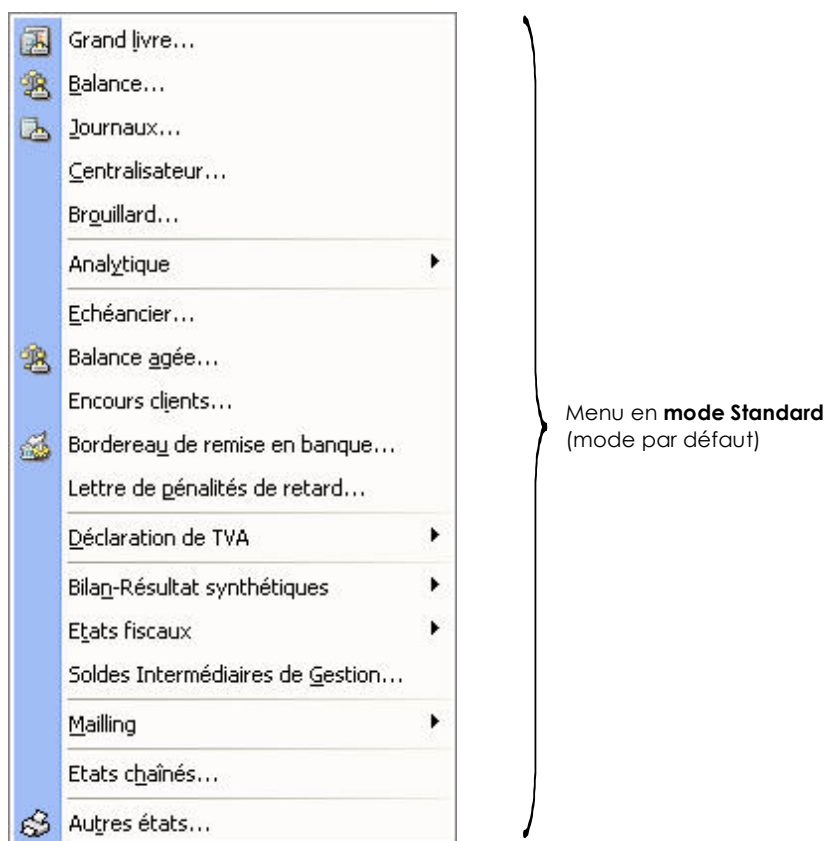 Grand livre...
Balance...
Journaux...
Centralisateur...
Brouillard...
Analytique
Echéancier...
Balance agée...
Encours clients...
Bordereau de remise en banque...
Lettre de pénalités de retard...
Déclaration de TVA
Bilan-Résultat synthétiques
Etats fiscaux
Soldes Intermédiaires de Gestion...
Mailling
Etats chaînés...
Autres états...
Menu en mode Standard
(mode par défaut)